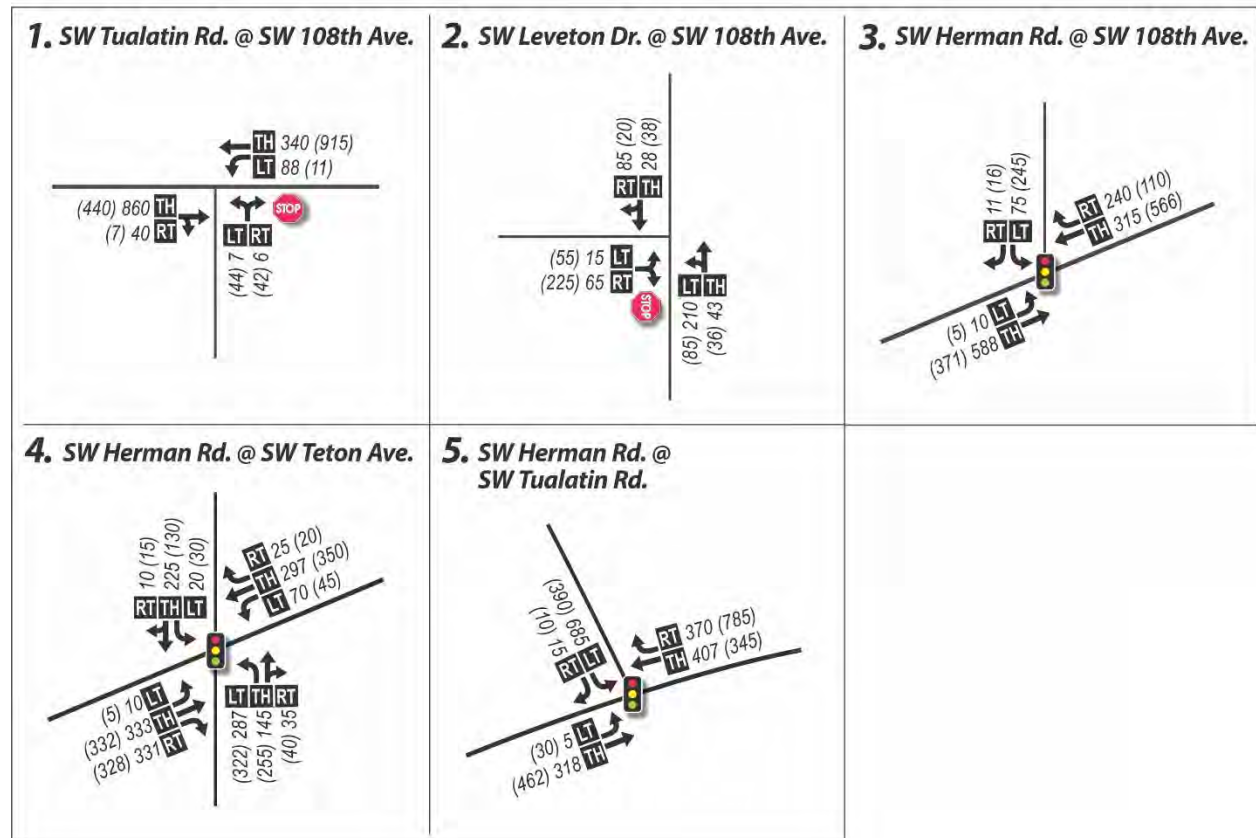 1. SW Tualatin Rd. @ SW 108th Ave.
TH 340 (915)
LT 88 (11)
(440) 860 TH
(7) 40 RT
STOP
LT RT
(44) 7
(42) 6
2. SW Leveton Dr. @ SW 108th Ave.
85 (20)
28 (38)
RT TH
(55) 15 LT
(225) 65 RT
STOP
LT TH
(85) 210
(36) 43
3. SW Herman Rd. @ SW 108th Ave.
11 (16)
75 (245)
RT LT
RT 240 (110)
TH 315 (566)
(5) 10 LT
(371) 588 TH
4. SW Herman Rd. @ SW Teton Ave.
10 (15)
225 (130)
20 (30)
RT TH LT
RT 25 (20)
TH 297 (350)
LT 70 (45)
(5) 10 LT
(332) 333 TH
(328) 331 RT
LT TH RT
(322) 287
(255) 145
(40) 35
5. SW Herman Rd. @
SW Tualatin Rd.
(390) 685
(10) 15
RT LT
RT 370 (785)
TH 407 (345)
(30) 5 LT
(462) 318 TH